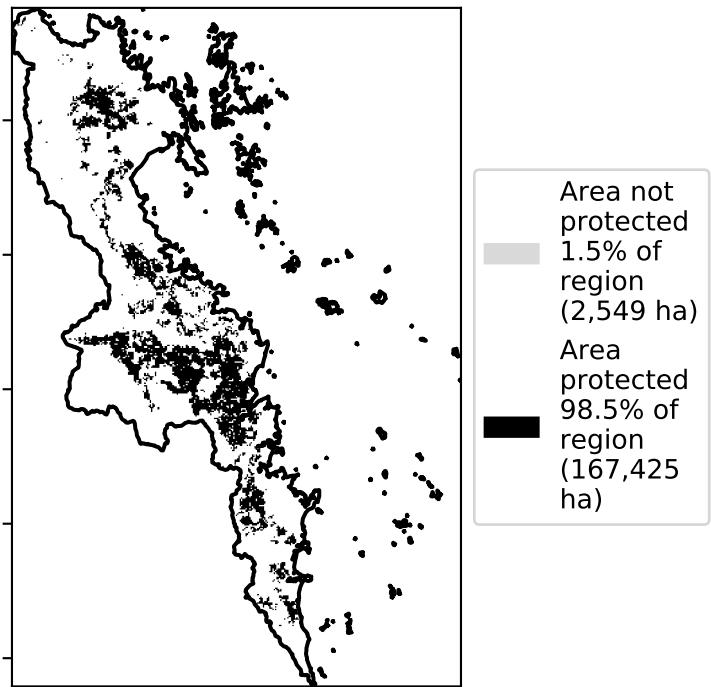 Area not
protected
1.5% of
region
(2,549 ha)
Area
protected
98.5% of
region
(167,425
ha)